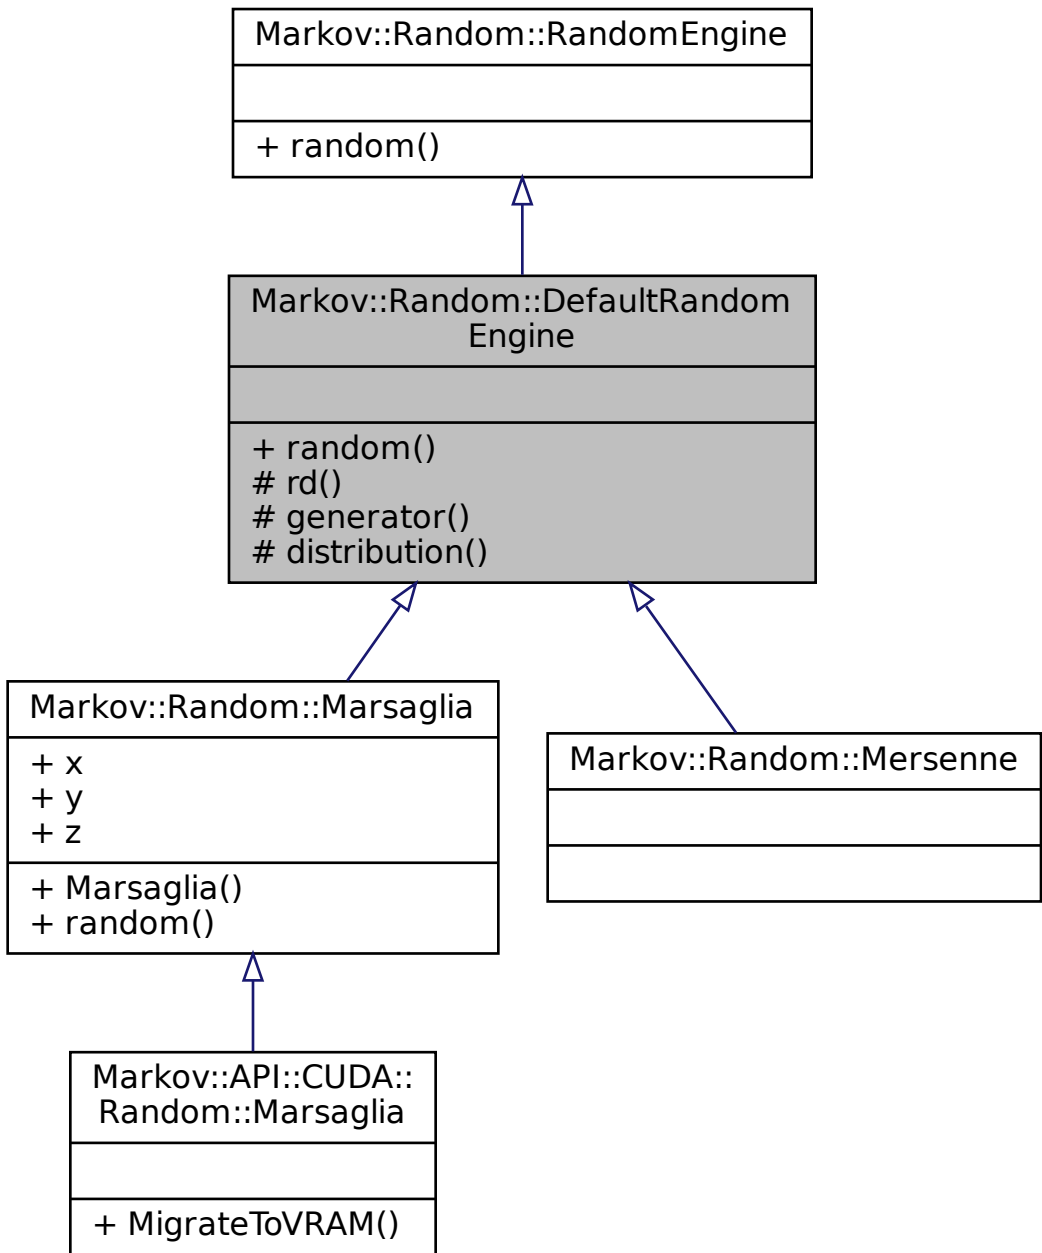 Markov::Random::RandomEngine
+ random()
Markov::Random::DefaultRandom
Engine
+ random()
# rd()
# generator()
# distribution()
Markov::Random::Marsaglia
+ x
+ y
+ z
+ Marsaglia()
+ random()
Markov::Random::Mersenne
Markov::API::CUDA::
Random::Marsaglia
+ MigrateToVRAM()